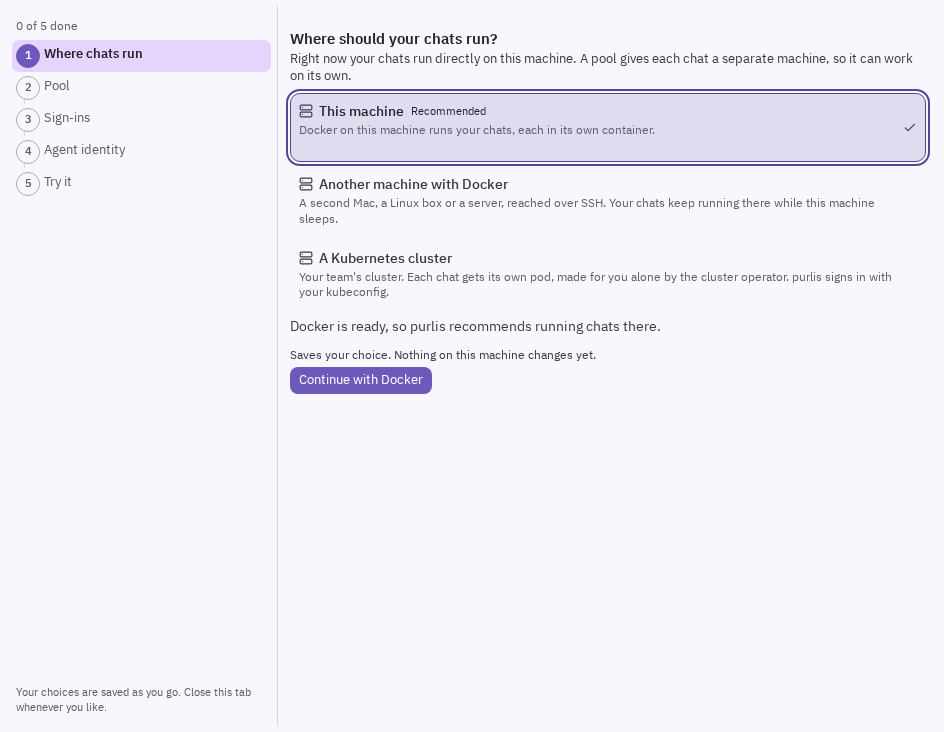 0 of 5 done
1 Where chats run
2 Pool
3 Sign-ins
4 Agent identity
5 Try it
Your choices are saved as you go. Close this tab
whenever you like.
Where should your chats run?
Right now your chats run directly on this machine. A pool gives each chat a separate machine, so it can work
on its own.
This machine Recommended
Docker on this machine runs your chats, each in its own container.
Another machine with Docker
A second Mac, a Linux box or a server, reached over SSH. Your chats keep running there while this machine
sleeps.
A Kubernetes cluster
Your team's cluster. Each chat gets its own pod, made for you alone by the cluster operator. purlis signs in with
your kubeconfig.
Docker is ready, so purlis recommends running chats there.
Saves your choice. Nothing on this machine changes yet.
Continue with Docker